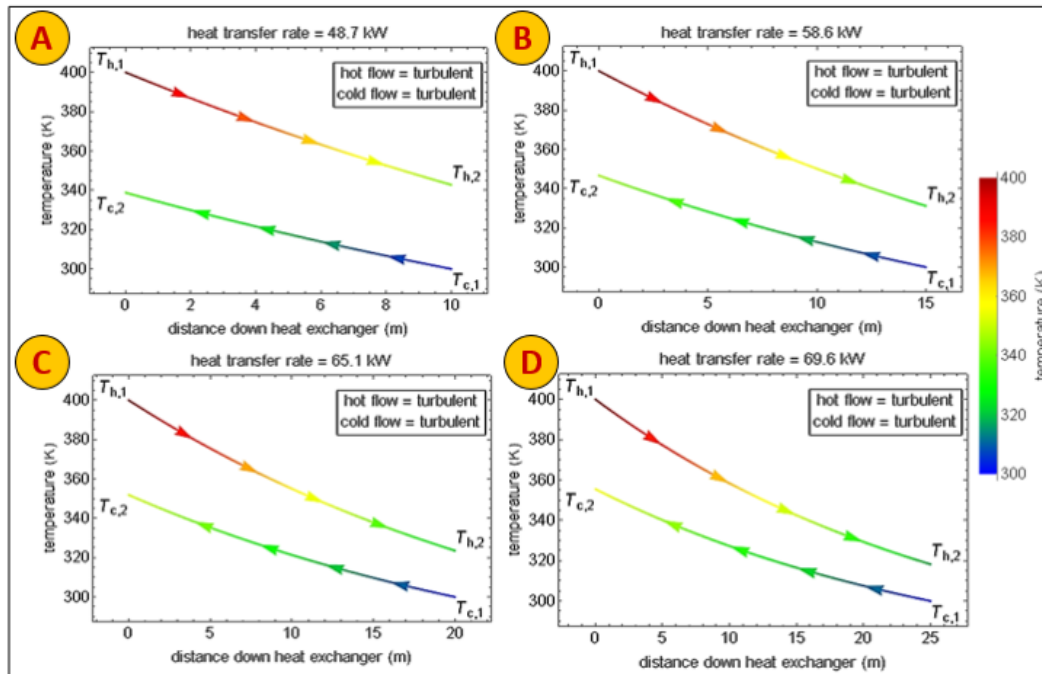 A
heat transfer rate = 48.7 kW
Th,1
hot flow = turbulent
cold flow = turbulent
temperature (K)
400
380
360
340
320
300
Th,2
Tc,2
Tc,1
0 2 4 6 8 10
distance down heat exchanger (m)
B
heat transfer rate = 58.6 kW
Th,1
hot flow = turbulent
cold flow = turbulent
temperature (K)
400
380
360
340
320
300
Tc,2
Th,2
Tc,1
0 5 10 15
distance down heat exchanger (m)
C
heat transfer rate = 65.1 kW
Th,1
hot flow = turbulent
cold flow = turbulent
temperature (K)
400
380
360
340
320
300
Tc,2
Th,2
Tc,1
0 5 10 15 20
distance down heat exchanger (m)
D
heat transfer rate = 69.6 kW
Th,1
hot flow = turbulent
cold flow = turbulent
temperature (K)
400
380
360
340
320
300
Tc,2
Th,2
Tc,1
0 5 10 15 20 25
distance down heat exchanger (m)
400
380
360
340
320
300
temperature (K)